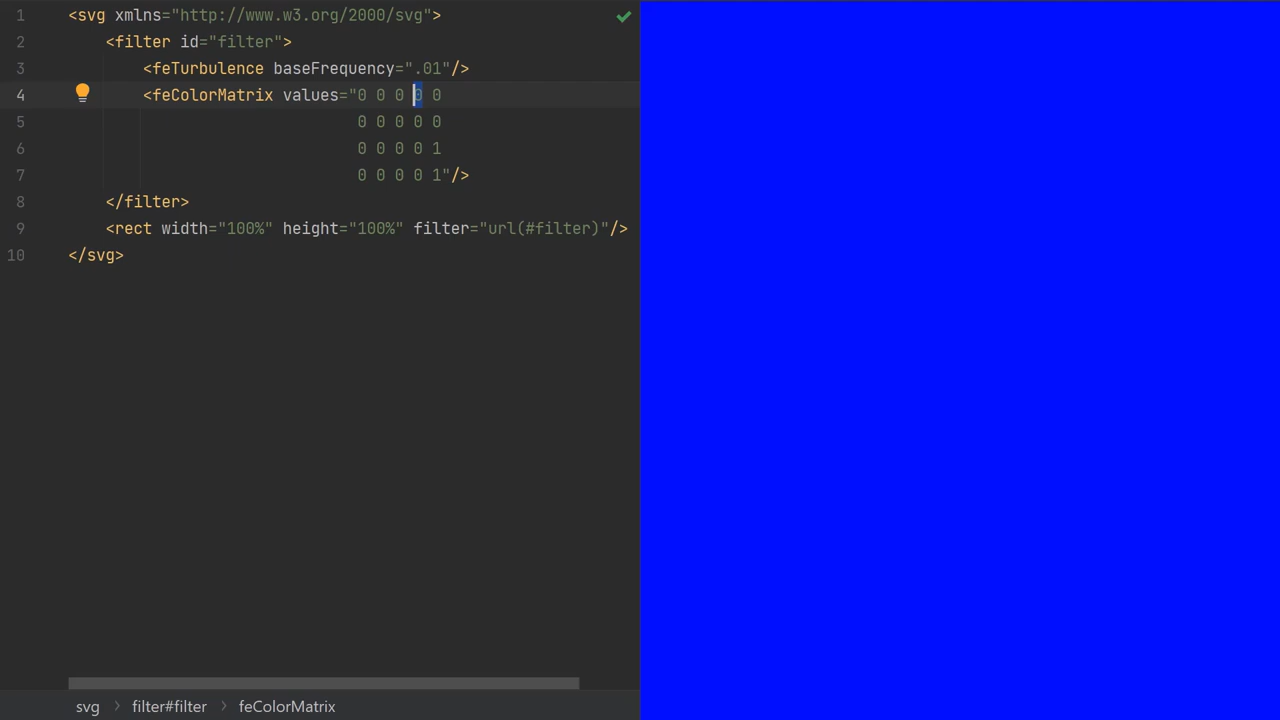 1 <svg xmlns="http://www.w3.org/2000/svg">
2 <filter id="filter">
3 <feTurbulence baseFrequency=".01"/>
4 <feColorMatrix values="0 0 0 0 0
5 0 0 0 0 0
6 0 0 0 0 1
7 0 0 0 0 1"/>
8 </filter>
9 <rect width="100%" height="100%" filter="url(#filter)"/>
10 </svg>
svg > filter#filter > feColorMatrix